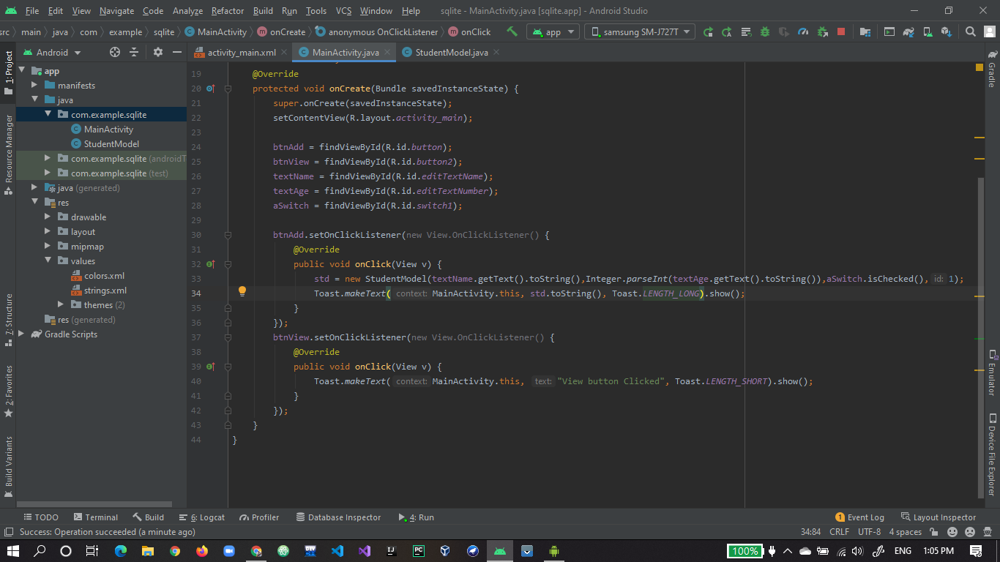 File Edit View Navigate Code Analyze Refactor Build Run Tools VCS Window Help sqlite - MainActivity.java [sqlite.app] - Android Studio
src main java com example sqlite MainActivity onCreate anonymous OnClickListener onClick app samsung SM-J727T
Android activity_main.xml MainActivity.java StudentModel.java
1: Project
Resource Manager
7: Structure
2: Favorites
Build Variants
app
manifests
java
com.example.sqlite
MainActivity
StudentModel
com.example.sqlite (androidT
com.example.sqlite (test)
java (generated)
res
drawable
layout
mipmap
values
colors.xml
strings.xml
themes (2)
res (generated)
Gradle Scripts
19 @Override
20 protected void onCreate(Bundle savedInstanceState) {
21 super.onCreate(savedInstanceState);
22 setContentView(R.layout.activity_main);
23
24 btnAdd = findViewById(R.id.button);
25 btnView = findViewById(R.id.button2);
26 textName = findViewById(R.id.editTextName);
27 textAge = findViewById(R.id.editTextNumber);
28 aSwitch = findViewById(R.id.switch1);
29
30 btnAdd.setOnClickListener(new View.OnClickListener() {
31 @Override
32 public void onClick(View v) {
33 std = new StudentModel(textName.getText().toString(),Integer.parseInt(textAge.getText().toString()),aSwitch.isChecked(), id: 1);
34 Toast.makeText( context: MainActivity.this, std.toString(), Toast.LENGTH_LONG).show();
35 }
36 });
37 btnView.setOnClickListener(new View.OnClickListener() {
38 @Override
39 public void onClick(View v) {
40 Toast.makeText( context: MainActivity.this, text: "View button Clicked", Toast.LENGTH_SHORT).show();
41 }
42 });
43 }
44 }
Gradle
Emulator
Device File Explorer
TODO Terminal Build 6: Logcat Profiler Database Inspector 4: Run 1 Event Log Layout Inspector
Success: Operation succeeded (a minute ago) 34:84 CRLF UTF-8 4 spaces
DEV IJ PC 100% ENG 1:05 PM